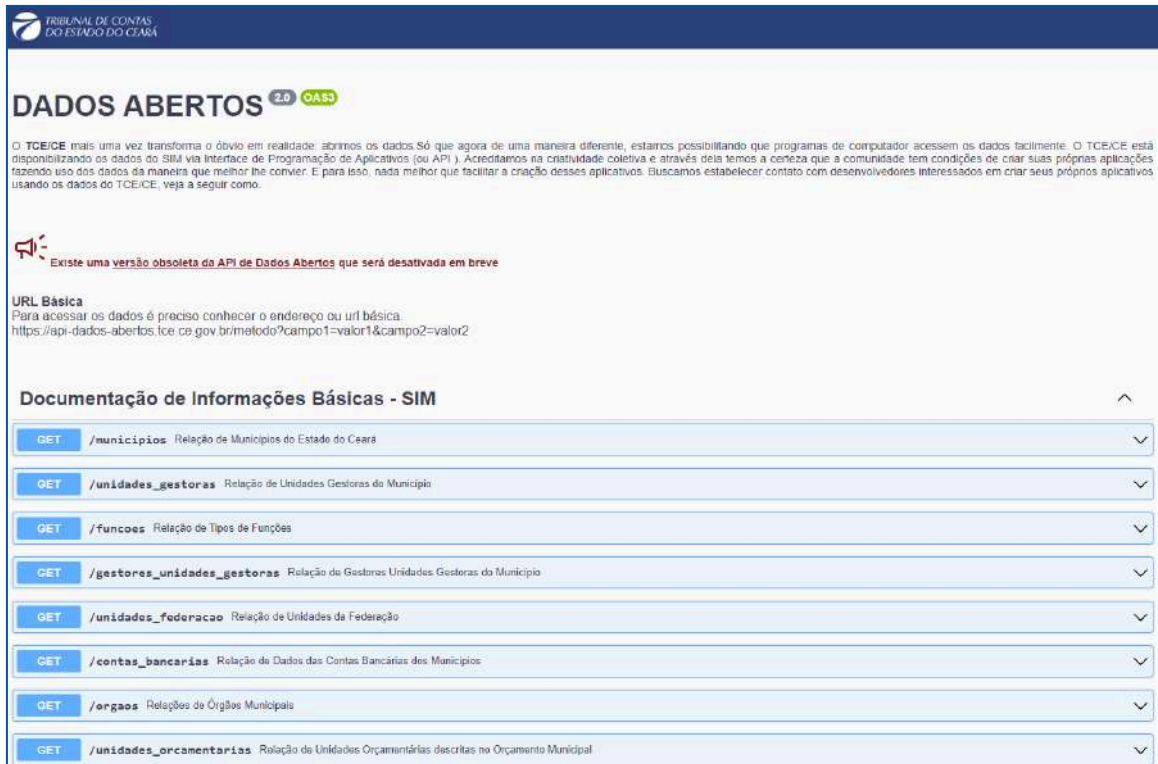 TRIBUNAL DE CONTAS
DO ESTADO DO CEARÁ
DADOS ABERTOS 2.0 OAS3
O TCE/CE mais uma vez transforma o óbvio em realidade: abrimos os dados.Só que agora de uma maneira diferente, estamos possibilitando que programas de computador acessem os dados facilmente. O TCE/CE está
disponibilizando os dados do SIM via Interface de Programação de Aplicativos (ou API ). Acreditamos na criatividade coletiva e através dela temos a certeza que a comunidade tem condições de criar suas próprias aplicações
fazendo uso dos dados da maneira que melhor lhe convier. E para isso, nada melhor que facilitar a criação desses aplicativos. Buscamos estabelecer contato com desenvolvedores interessados em criar seus próprios aplicativos
usando os dados do TCE/CE, veja a seguir como.
Existe uma versão obsoleta da API de Dados Abertos que será desativada em breve
URL Básica
Para acessar os dados é preciso conhecer o endereço ou url básica.
https://api-dados-abertos.tce.ce.gov.br/metodo?campo1=valor1&campo2=valor2
Documentação de Informações Básicas - SIM
GET /municipios Relação de Municípios do Estado do Ceará
GET /unidades_gestoras Relação de Unidades Gestoras do Município
GET /funcoes Relação de Tipos de Funções
GET /gestores_unidades_gestoras Relação de Gestoras Unidades Gestoras do Município
GET /unidades_federacao Relação de Unidades da Federação
GET /contas_bancarias Relação de Dados das Contas Bancárias dos Municípios
GET /orgaos Relações de Órgãos Municipais
GET /unidades_orcamentarias Relação de Unidades Orçamentárias descritas no Orçamento Municipal